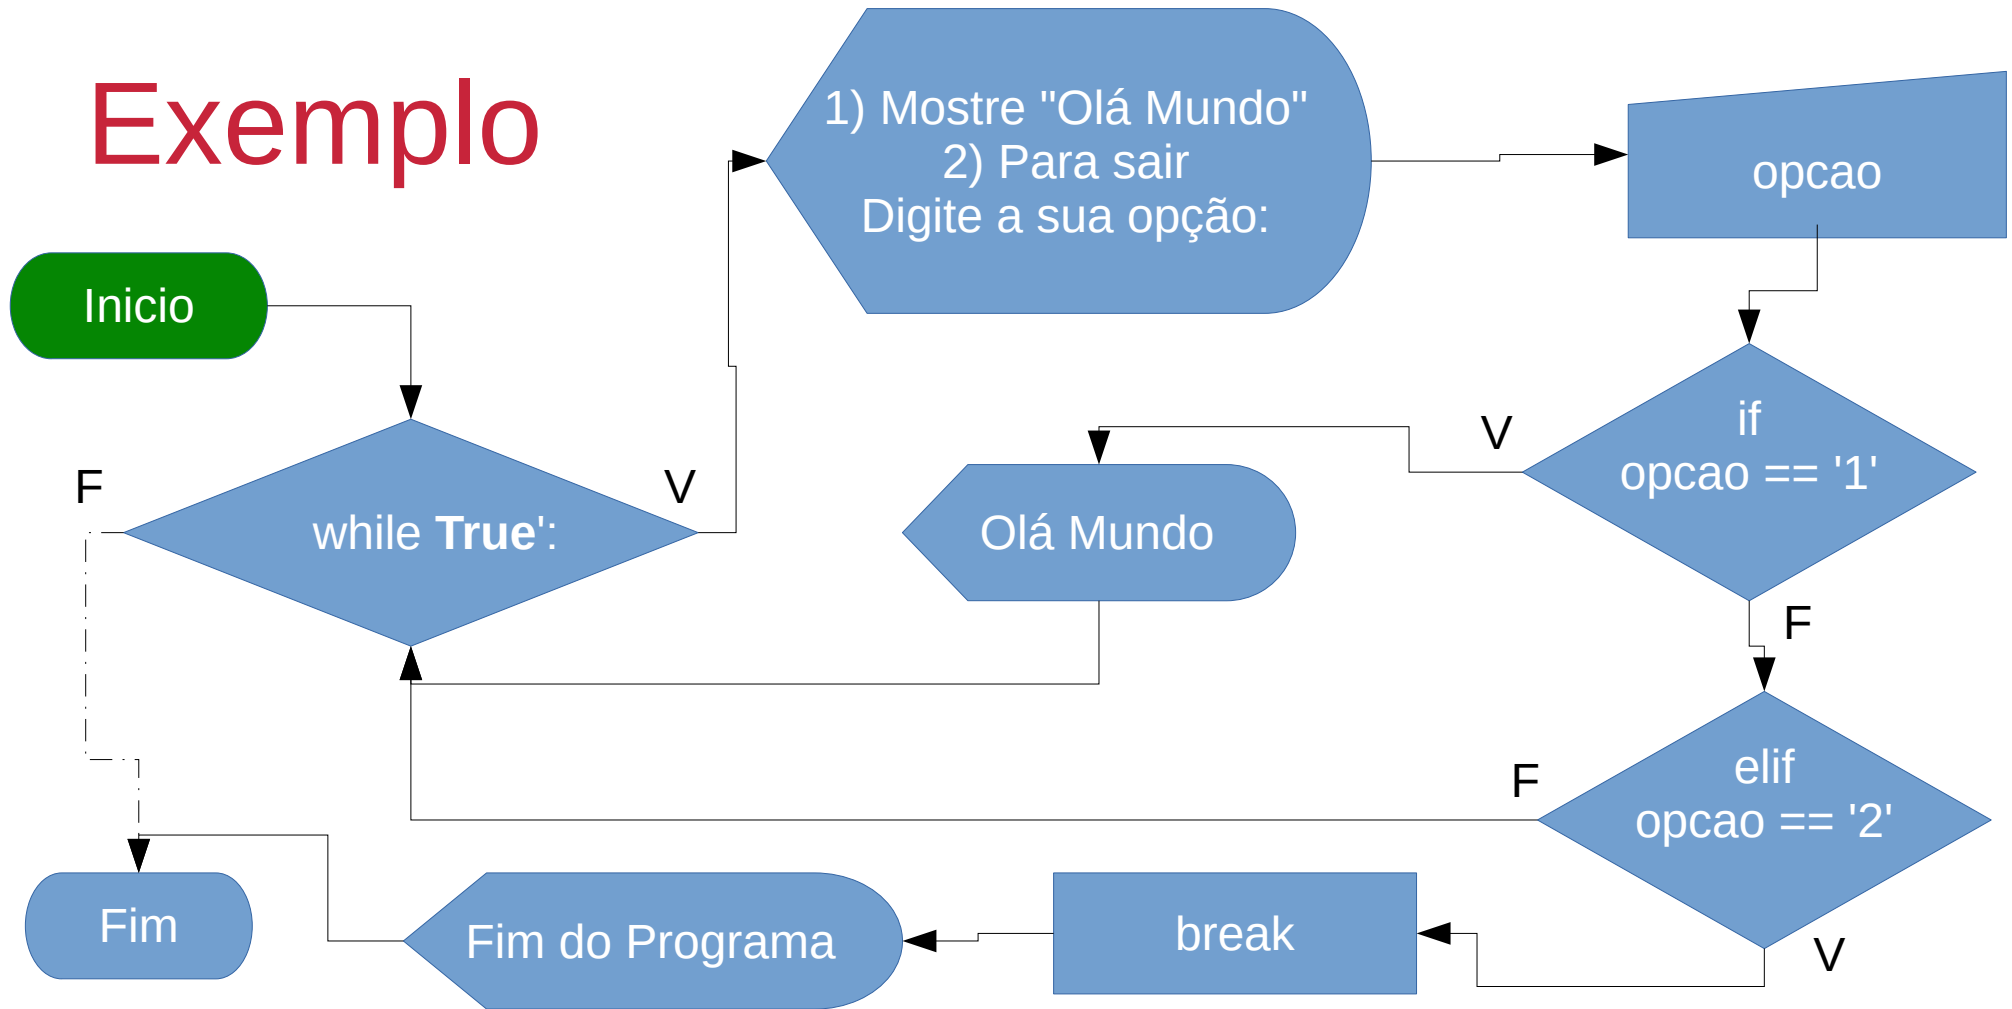 Exemplo
1) Mostre "Olá Mundo"
2) Para sair
Digite a sua opção:
opcao
Inicio
if
opcao == '1'
V
F
V
while True':
Olá Mundo
F
elif
opcao == '2'
F
V
Fim
Fim do Programa
break